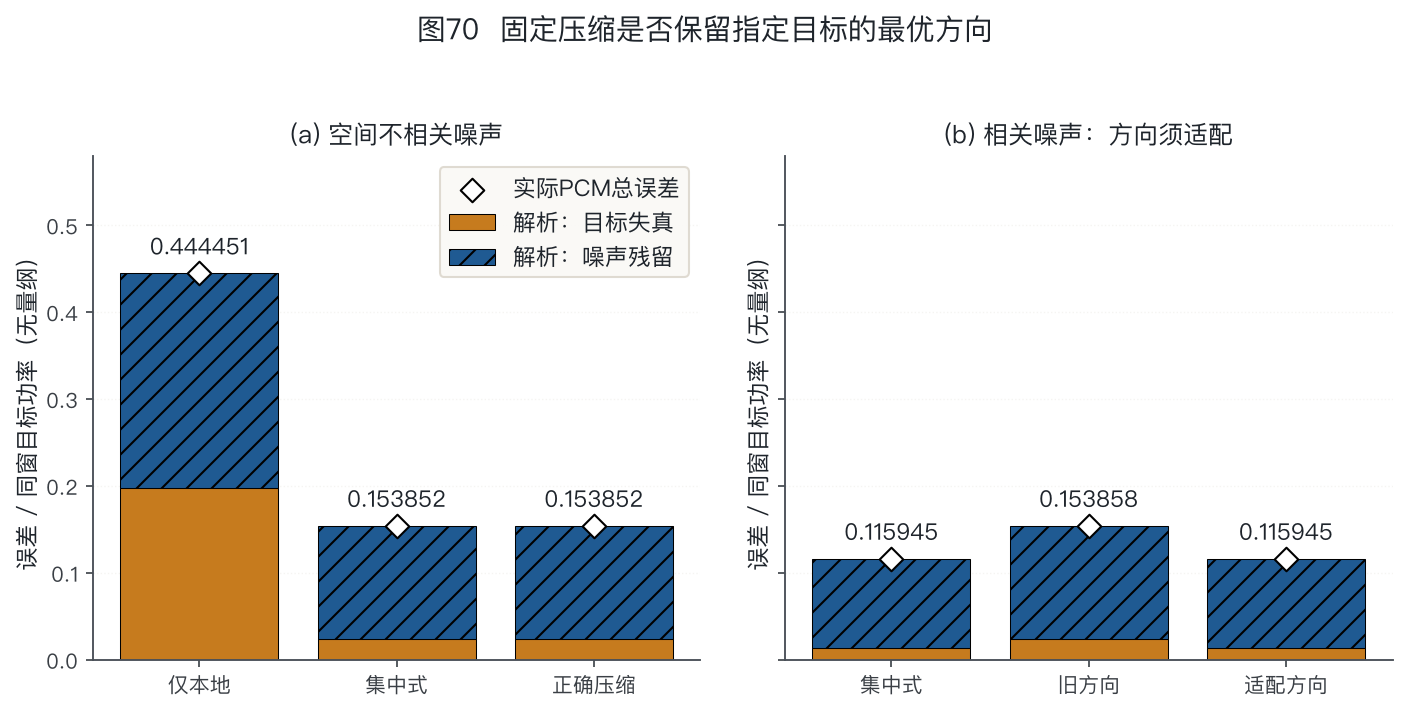 图70 固定压缩是否保留指定目标的最优方向
(a) 空间不相关噪声
误差 / 同窗目标功率（无量纲）
0.5
0.4
0.3
0.2
0.1
0.0
实际PCM总误差
解析：目标失真
解析：噪声残留
0.444451
0.153852
0.153852
仅本地
集中式
正确压缩
(b) 相关噪声：方向须适配
误差 / 同窗目标功率（无量纲）
0.115945
0.153858
0.115945
集中式
旧方向
适配方向